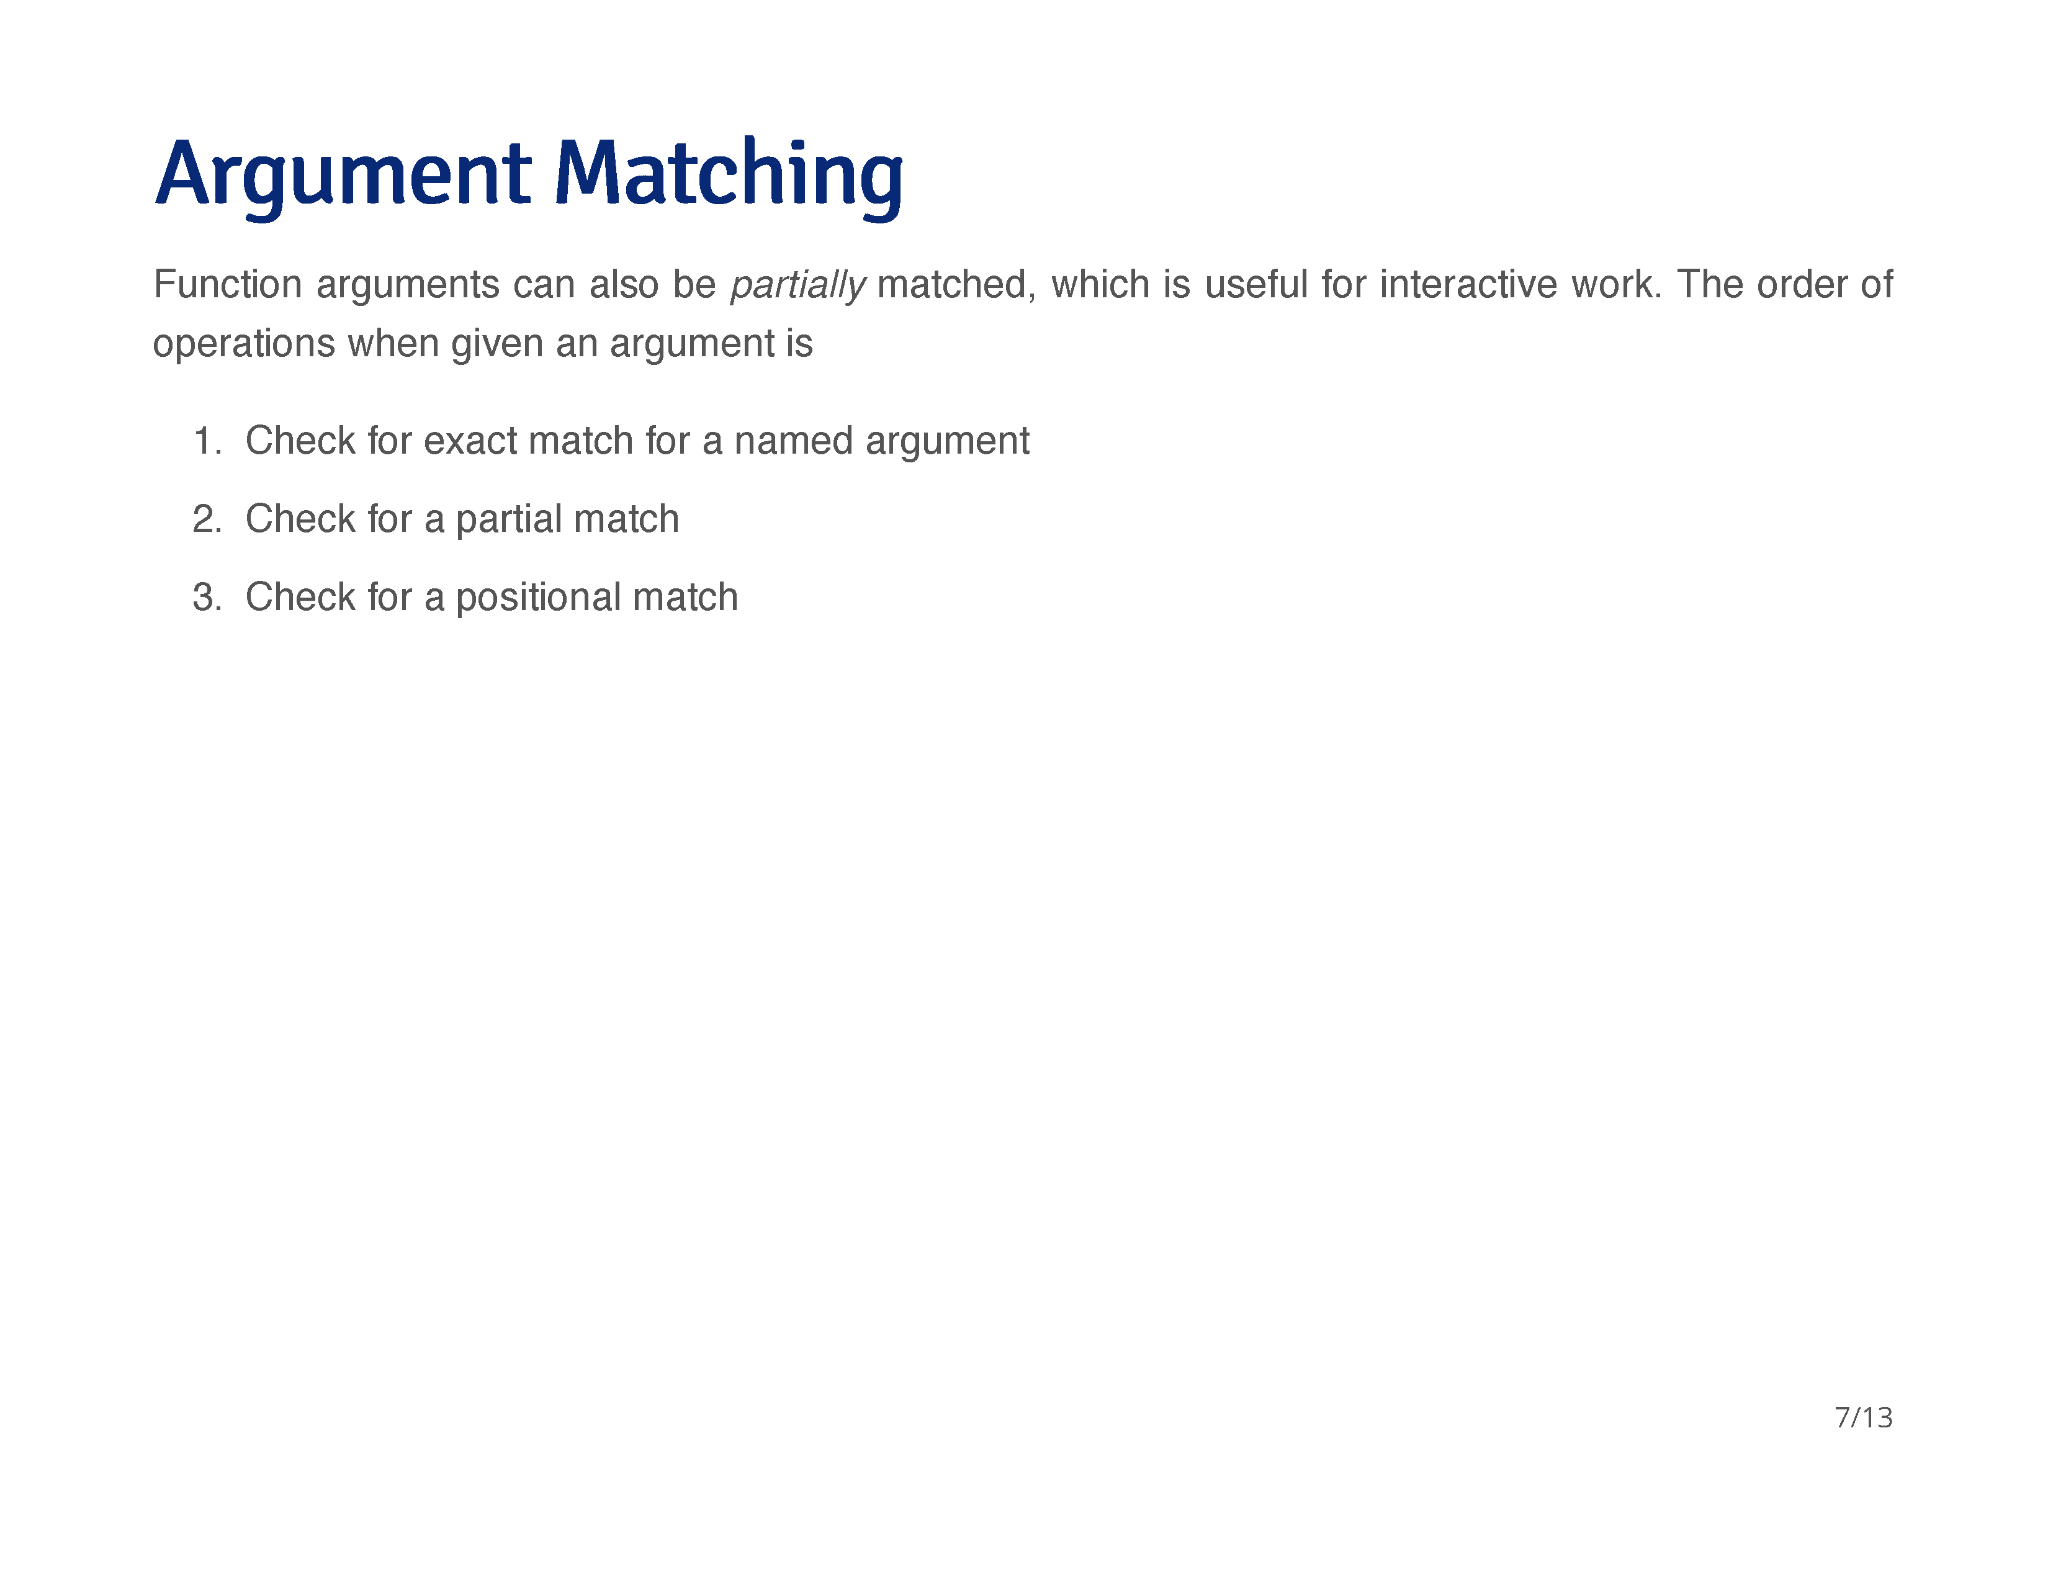 Argument Matching
Function arguments can also be partially matched, which is useful for interactive work. The order of
operations when given an argument is
1. Check for exact match for a named argument
2. Check for a partial match
3. Check for a positional match
7/13